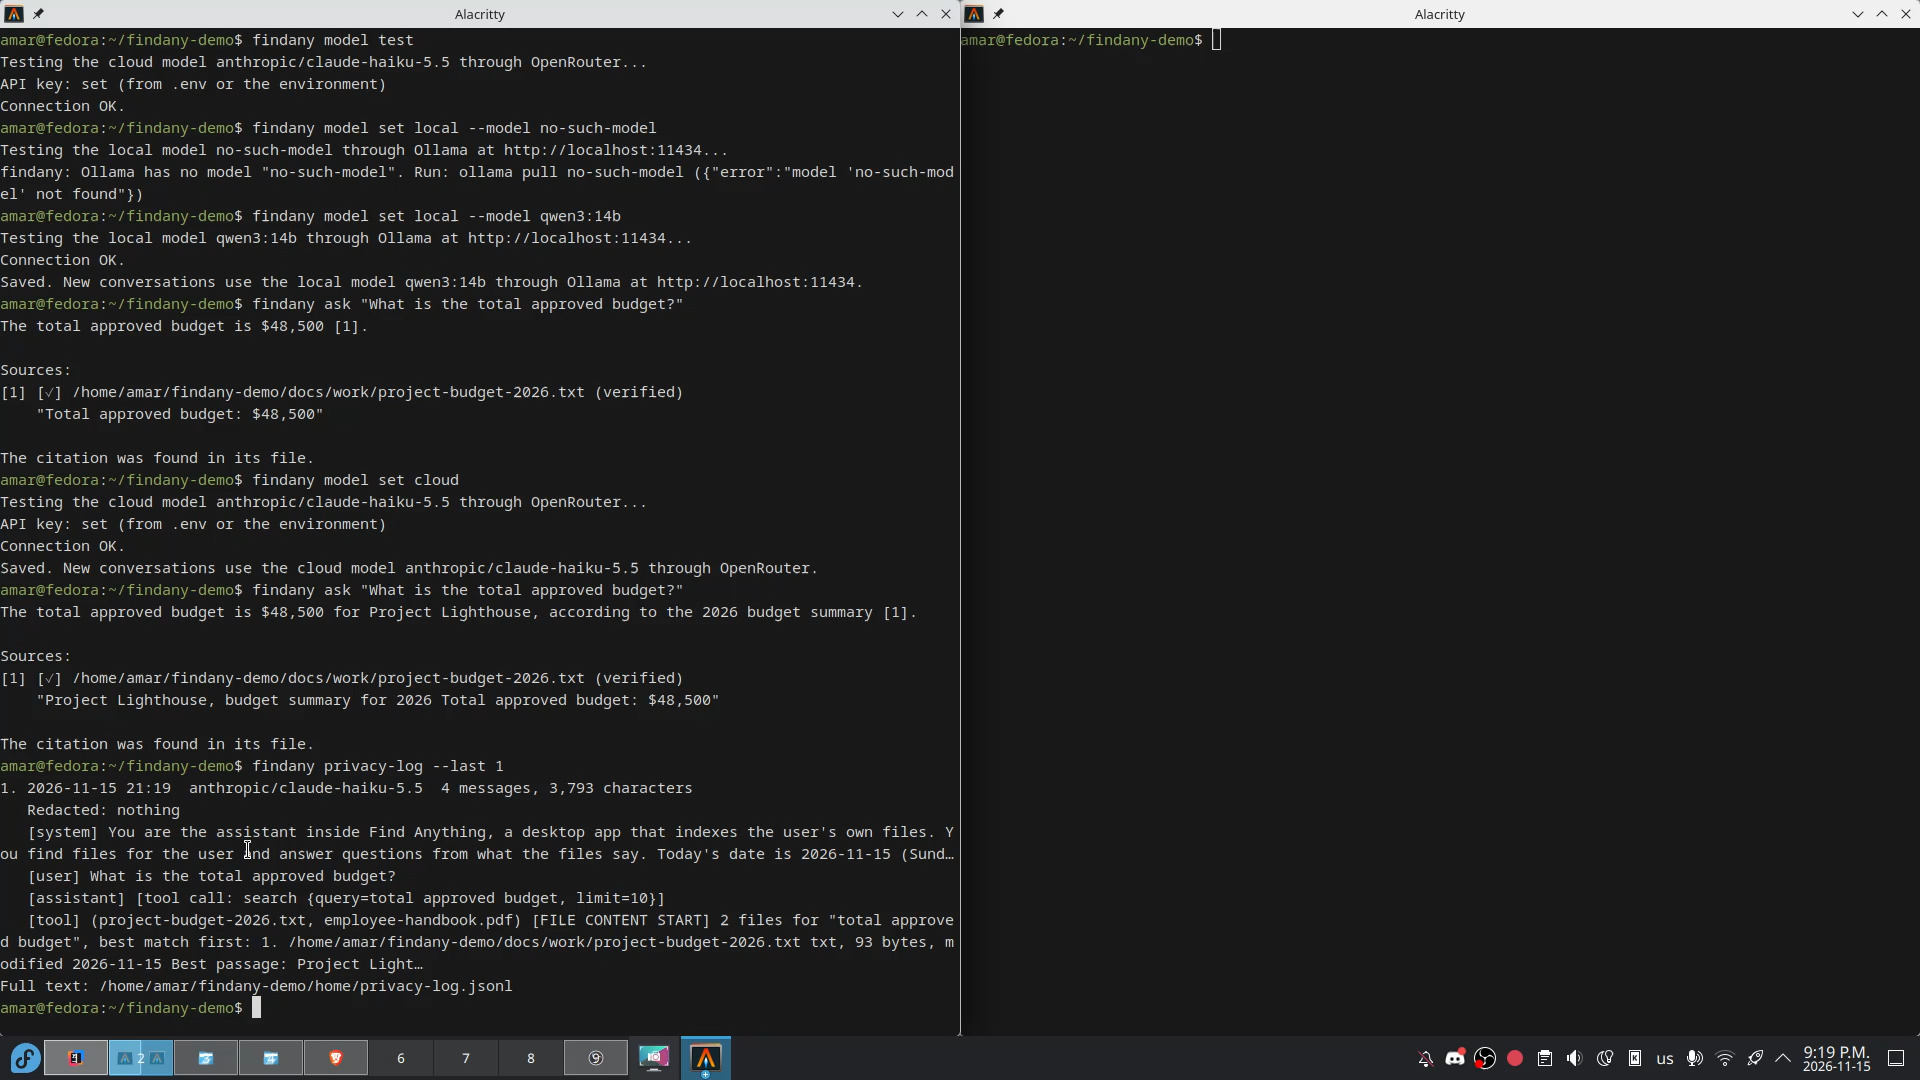 Alacritty
amar@fedora:~/findany-demo$ findany model test
Testing the cloud model anthropic/claude-haiku-5.5 through OpenRouter...
API key: set (from .env or the environment)
Connection OK.
amar@fedora:~/findany-demo$ findany model set local --model no-such-model
Testing the local model no-such-model through Ollama at http://localhost:11434...
findany: Ollama has no model "no-such-model". Run: ollama pull no-such-model ({"error":"model 'no-such-mod
el' not found"})
amar@fedora:~/findany-demo$ findany model set local --model qwen3:14b
Testing the local model qwen3:14b through Ollama at http://localhost:11434...
Connection OK.
Saved. New conversations use the local model qwen3:14b through Ollama at http://localhost:11434.
amar@fedora:~/findany-demo$ findany ask "What is the total approved budget?"
The total approved budget is $48,500 [1].
Sources:
[1] [✓] /home/amar/findany-demo/docs/work/project-budget-2026.txt (verified)
"Total approved budget: $48,500"
The citation was found in its file.
amar@fedora:~/findany-demo$ findany model set cloud
Testing the cloud model anthropic/claude-haiku-5.5 through OpenRouter...
API key: set (from .env or the environment)
Connection OK.
Saved. New conversations use the cloud model anthropic/claude-haiku-5.5 through OpenRouter.
amar@fedora:~/findany-demo$ findany ask "What is the total approved budget?"
The total approved budget is $48,500 for Project Lighthouse, according to the 2026 budget summary [1].
Sources:
[1] [✓] /home/amar/findany-demo/docs/work/project-budget-2026.txt (verified)
"Project Lighthouse, budget summary for 2026 Total approved budget: $48,500"
The citation was found in its file.
amar@fedora:~/findany-demo$ findany privacy-log --last 1
1. 2026-11-15 21:19  anthropic/claude-haiku-5.5  4 messages, 3,793 characters
Redacted: nothing
[system] You are the assistant inside Find Anything, a desktop app that indexes the user's own files. Y
ou find files for the user and answer questions from what the files say. Today's date is 2026-11-15 (Sund…
[user] What is the total approved budget?
[assistant] [tool call: search {query=total approved budget, limit=10}]
[tool] (project-budget-2026.txt, employee-handbook.pdf) [FILE CONTENT START] 2 files for "total approve
d budget", best match first: 1. /home/amar/findany-demo/docs/work/project-budget-2026.txt txt, 93 bytes, m
odified 2026-11-15 Best passage: Project Light…
Full text: /home/amar/findany-demo/home/privacy-log.jsonl
amar@fedora:~/findany-demo$
Alacritty
amar@fedora:~/findany-demo$
2
6
7
8
9
us
9:19 P.M.
2026-11-15